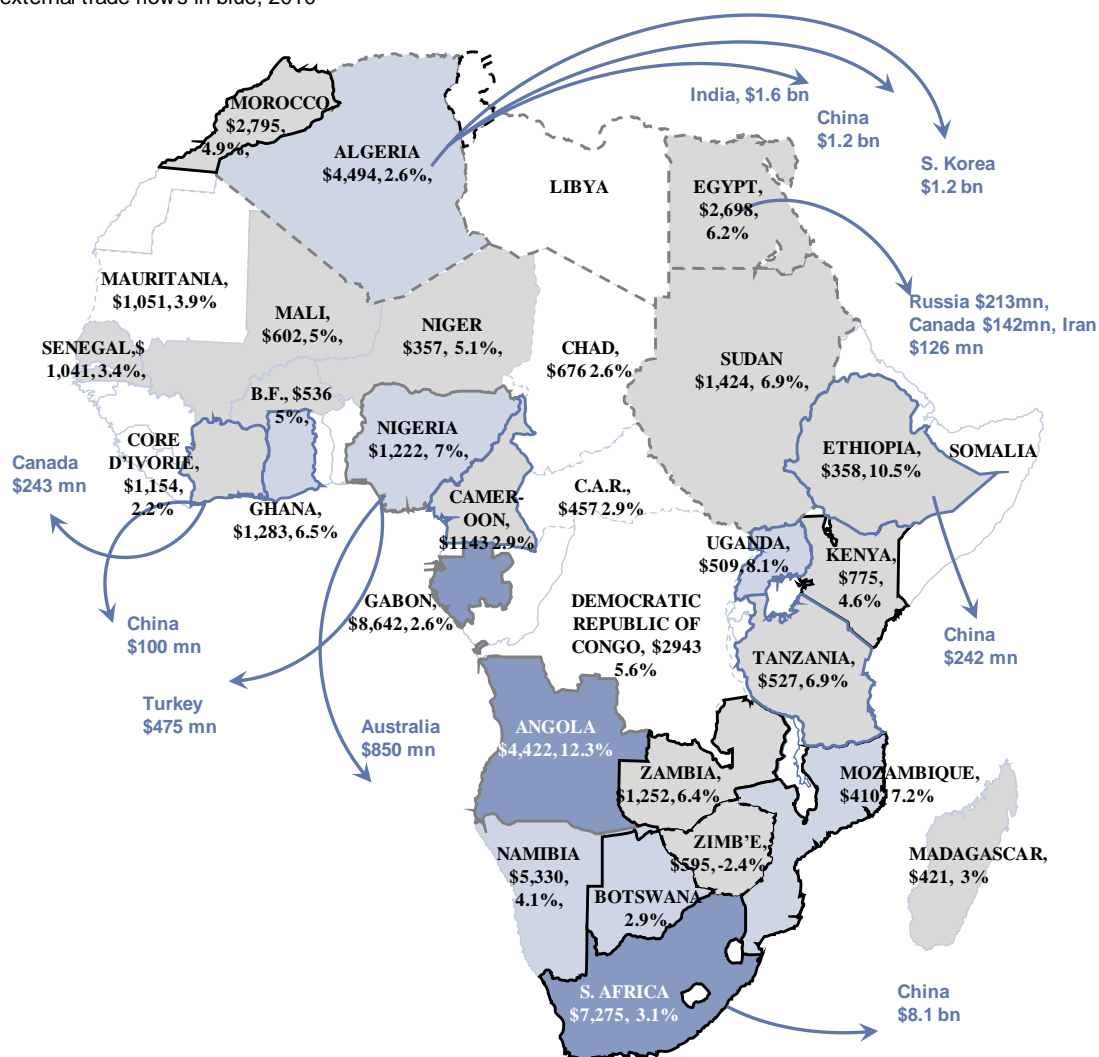 external trade flows in blue, 2010
MOROCCO
$2,795,
4.9%,
ALGERIA
$4,494, 2.6%,
LIBYA
EGYPT,
$2,698,
6.2%
India, $1.6 bn
China
$1.2 bn
S. Korea
$1.2 bn
Russia $213mn,
Canada $142mn, Iran
$126 mn
MAURITANIA,
$1,051, 3.9%
MALI,
$602, 5%,
NIGER
$357, 5.1%,
CHAD,
$676 2.6%
SUDAN
$1,424, 6.9%,
SENEGAL,$
1,041, 3.4%,
B.F., $536
5%,
NIGERIA
$1,222, 7%,
CORE
D'IVORIE,
$1,154,
2.2%
GHANA,
$1,283, 6.5%
CAMER-
OON,
$1143 2.9%
C.A.R.,
$457 2.9%
ETHIOPIA,
$358, 10.5%
SOMALIA
Canada
$243 mn
UGANDA,
$509, 8.1%
KENYA,
$775,
4.6%
GABON,
$8,642, 2.6%
DEMOCRATIC
REPUBLIC OF
CONGO, $2943
5.6%
China
$100 mn
China
$242 mn
TANZANIA,
$527, 6.9%
Turkey
$475 mn
Australia
$850 mn
ANGOLA
$4,422, 12.3%
ZAMBIA,
$1,252, 6.4%
MOZAMBIQUE,
$410, 7.2%
NAMIBIA
$5,330,
4.1%,
ZIMB'E,
$595, -2.4%
BOTSWANA
2.9%
MADAGASCAR,
$421, 3%
S. AFRICA
$7,275, 3.1%
China
$8.1 bn